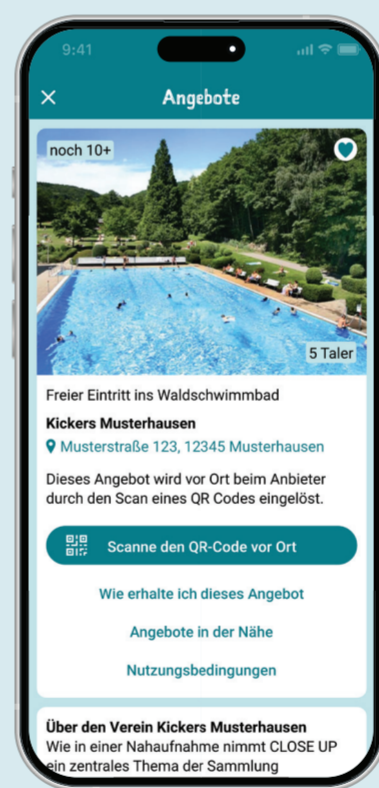 9:41
Angebote
noch 10+
5 Taler
Freier Eintritt ins Waldschwimmbad
Kickers Musterhausen
Musterstraße 123, 12345 Musterhausen
Dieses Angebot wird vor Ort beim Anbieter
durch den Scan eines QR Codes eingelöst.
Scanne den QR-Code vor Ort
Wie erhalte ich dieses Angebot
Angebote in der Nähe
Nutzungsbedingungen
Über den Verein Kickers Musterhausen
Wie in einer Nahaufnahme nimmt CLOSE UP
ein zentrales Thema der Sammlung